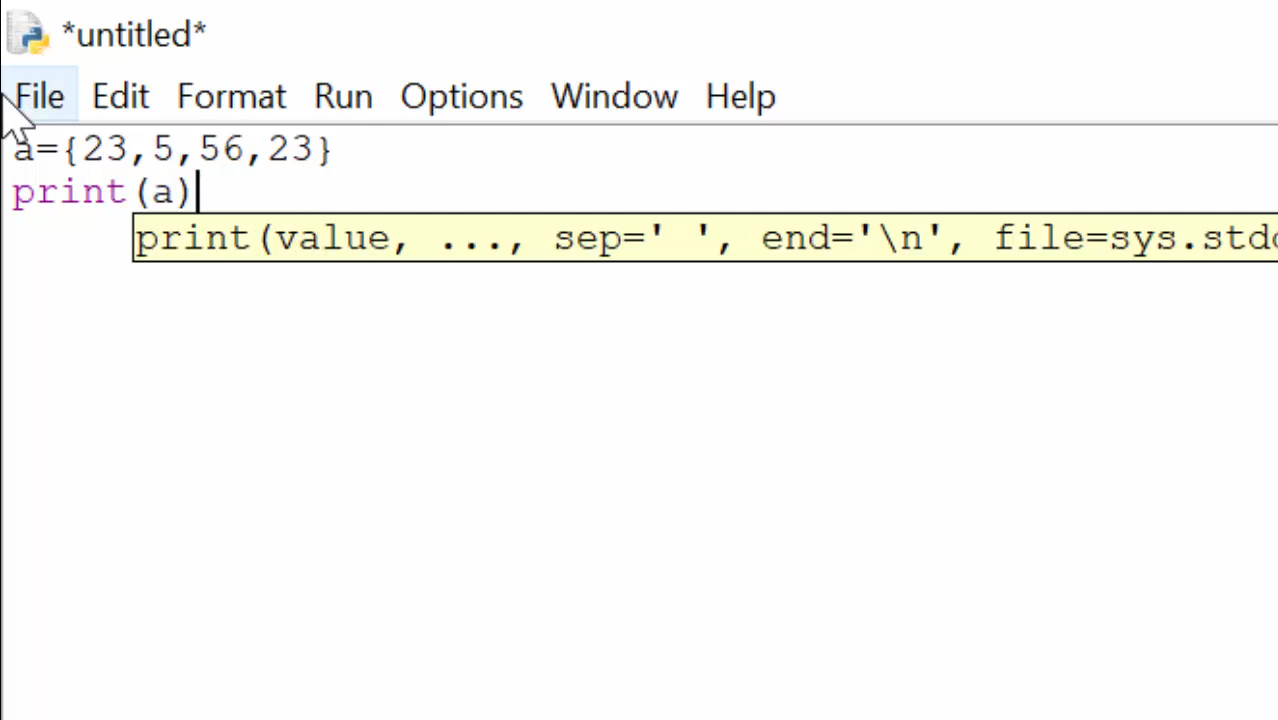 *untitled*
File Edit Format Run Options Window Help
a={23,5,56,23}
print(a)
print(value, ..., sep=' ', end='\n', file=sys.stdo